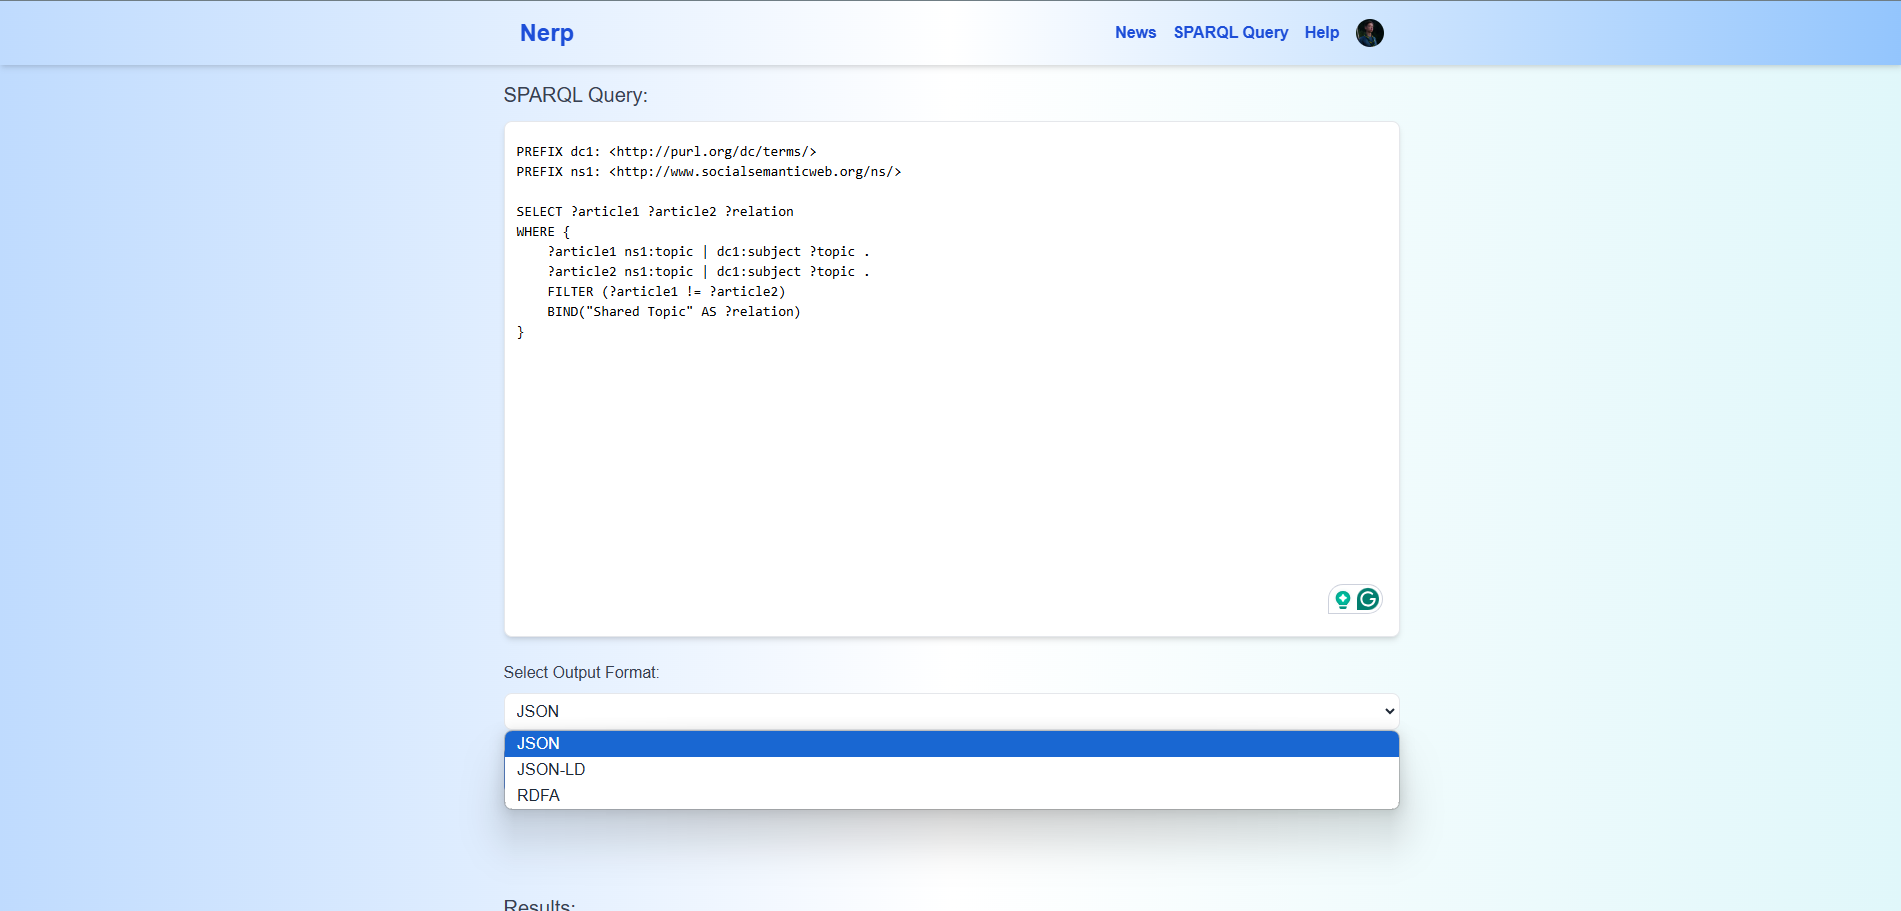 Nerp
News SPARQL Query Help
SPARQL Query:
PREFIX dc1: <http://purl.org/dc/terms/>
PREFIX ns1: <http://www.socialsemanticweb.org/ns/>
SELECT ?article1 ?article2 ?relation
WHERE {
    ?article1 ns1:topic | dc1:subject ?topic .
    ?article2 ns1:topic | dc1:subject ?topic .
    FILTER (?article1 != ?article2)
    BIND("Shared Topic" AS ?relation)
}
Select Output Format:
JSON
JSON
JSON-LD
RDFA
Results: